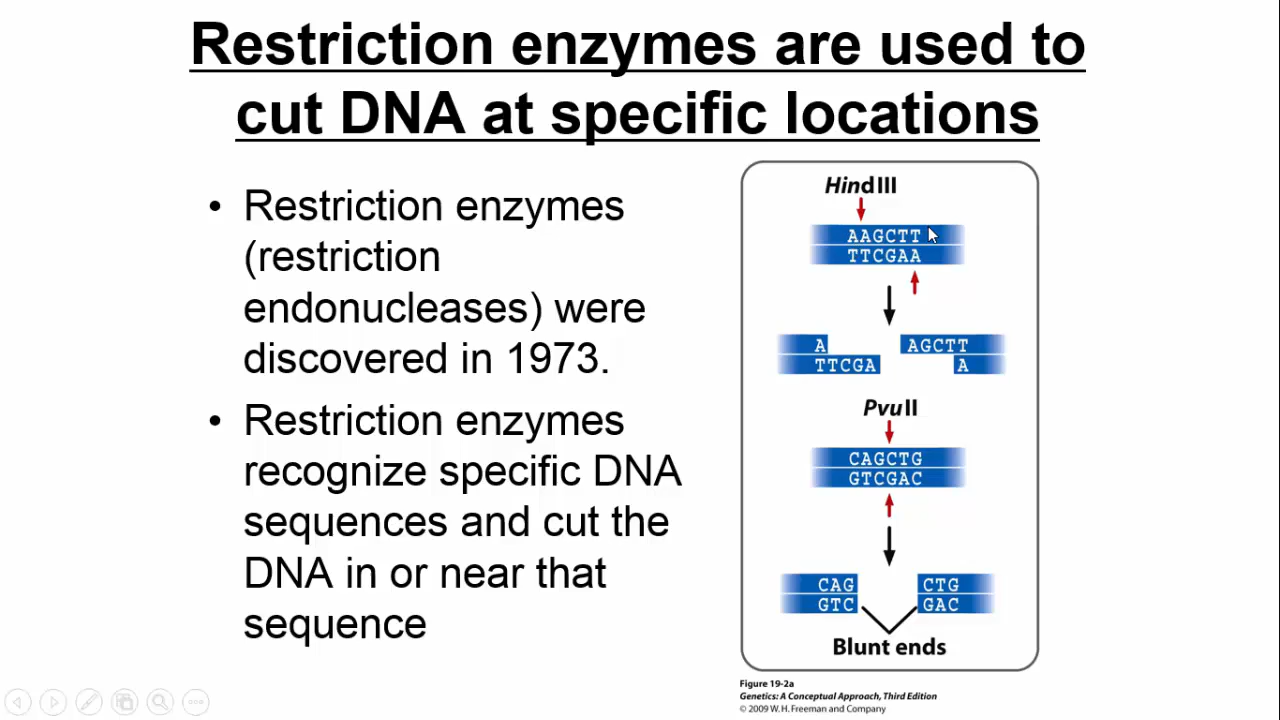 Restriction enzymes are used to
cut DNA at specific locations
• Restriction enzymes
(restriction
endonucleases) were
discovered in 1973.
• Restriction enzymes
recognize specific DNA
sequences and cut the
DNA in or near that
sequence
HindIII
AAGCTT
TTCGAA
A AGCTT
TTCGA A
PvuII
CAGCTG
GTCGAC
CAG CTG
GTC GAC
Blunt ends
Figure 19-2a
Genetics: A Conceptual Approach, Third Edition
© 2009 W. H. Freeman and Company